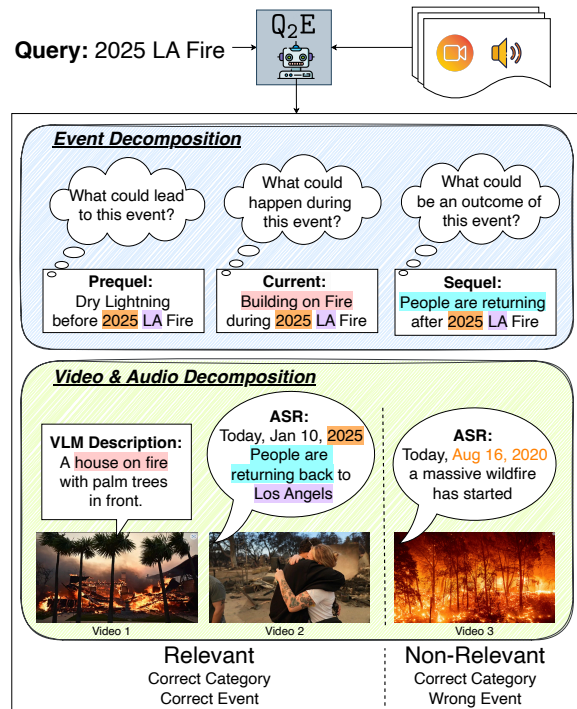 Query: 2025 LA Fire
Q2E
Event Decomposition
What could lead
to this event?
What could
happen during
this event?
What could
be an outcome of
this event?
Prequel:
Dry Lightning
before 2025 LA Fire
Current:
Building on Fire
during 2025 LA Fire
Sequel:
People are returning
after 2025 LA Fire
Video & Audio Decomposition
VLM Description:
A house on fire
with palm trees
in front.
ASR:
Today, Jan 10, 2025
People are
returning back to
Los Angels
ASR:
Today, Aug 16, 2020
a massive wildfire
has started
Video 1
Video 2
Video 3
Relevant
Correct Category
Correct Event
Non-Relevant
Correct Category
Wrong Event